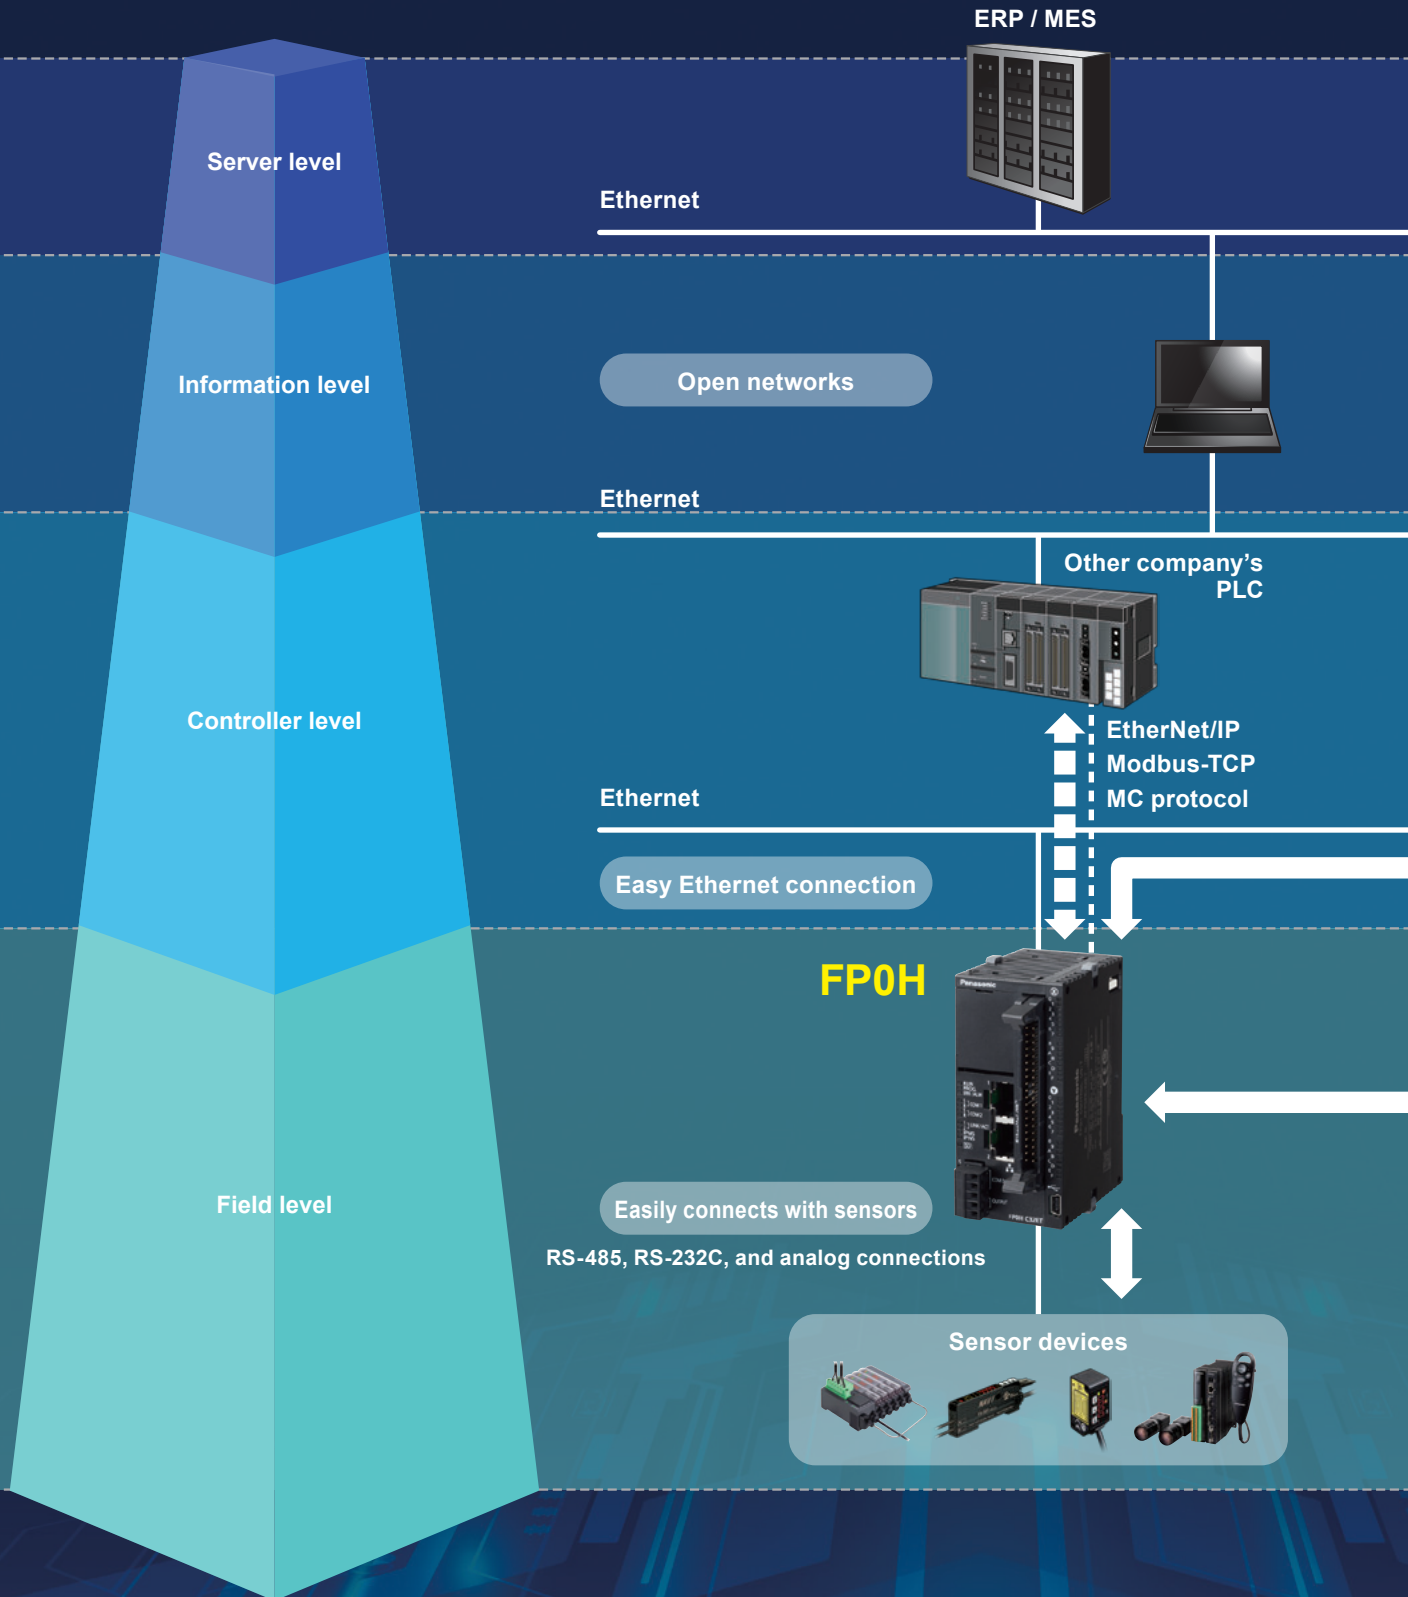 ERP / MES
Server level
Ethernet
Information level
Open networks
Ethernet
Other company’s
PLC
Controller level
EtherNet/IP
Modbus-TCP
MC protocol
Ethernet
Easy Ethernet connection
FP0H
Panasonic
Panasonic
Field level
Easily connects with sensors
RS-485, RS-232C, and analog connections
Sensor devices